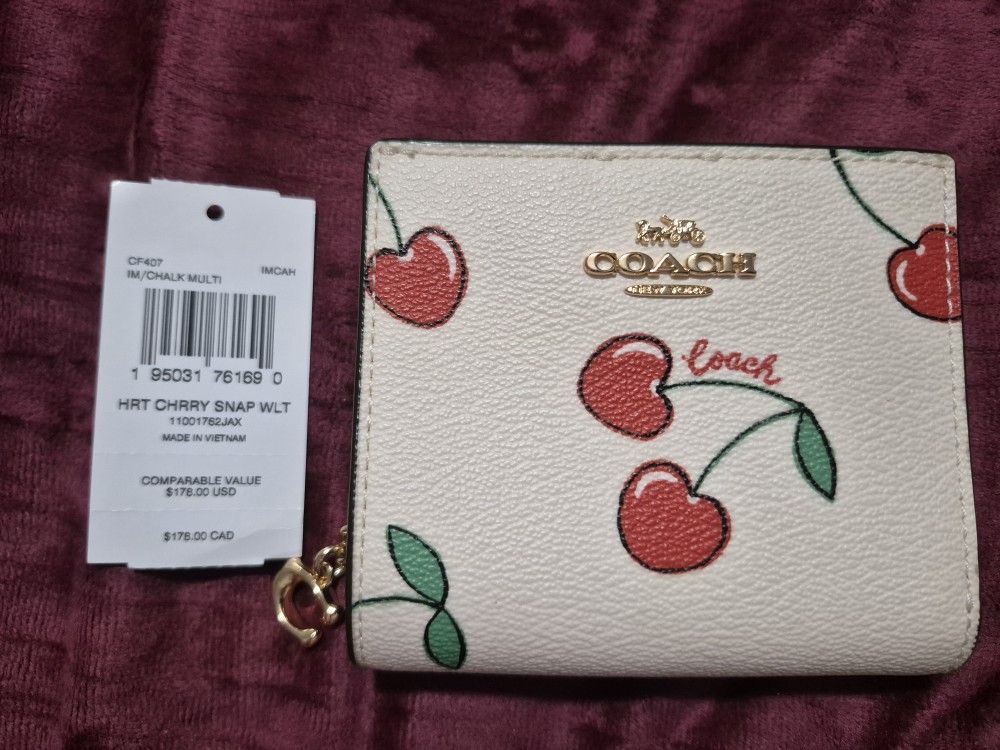 CF407
IM/CHALK MULTI IMCAH
1 95031 76169 0
HRT CHRRY SNAP WLT
11001762JAX
MADE IN VIETNAM
COMPARABLE VALUE
$178.00 USD
$178.00 CAD
COACH
NEW YORK
Coach